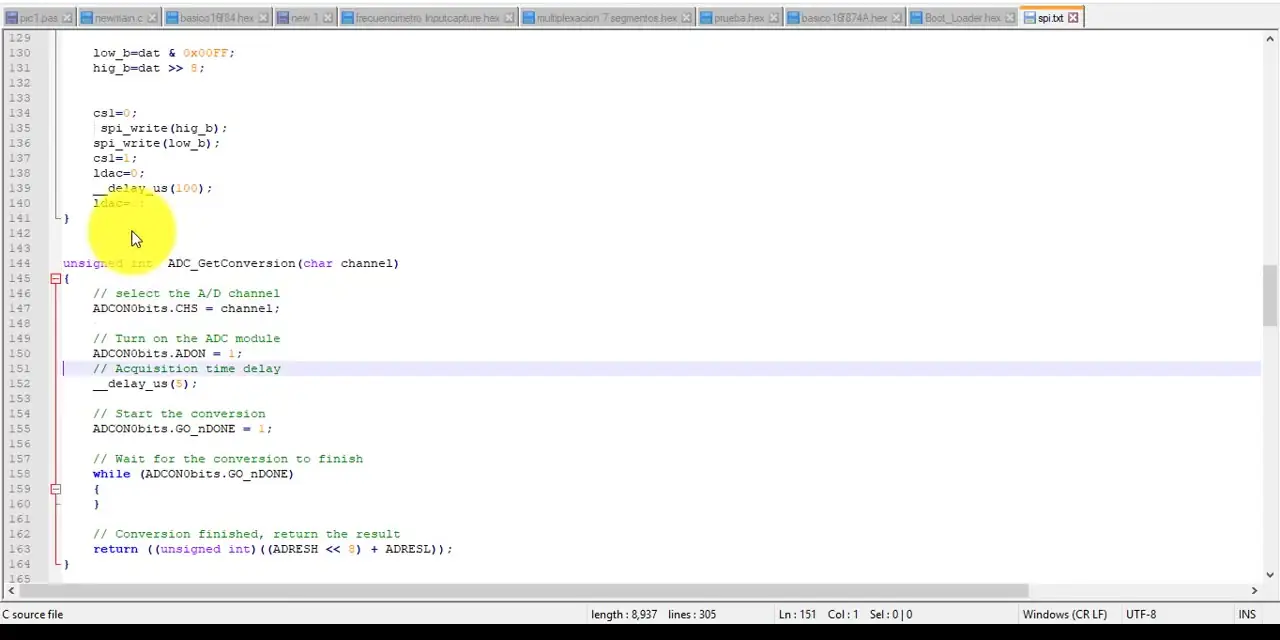 pic1.pas newmain.c basico16f84.hex new 1 frecuencimetro Inputcapture.hex multiplexacion 7 segmentos.hex prueba.hex basico16f874A.hex Boot_Loader.hex spi.txt
129
130 low_b=dat & 0x00FF;
131 hig_b=dat >> 8;
132
133
134 cs1=0;
135 spi_write(hig_b);
136 spi_write(low_b);
137 cs1=1;
138 ldac=0;
139 __delay_us(100);
140 ldac=
141 }
142
143
144 unsigned int ADC_GetConversion(char channel)
145 {
146 // select the A/D channel
147 ADCON0bits.CHS = channel;
148
149 // Turn on the ADC module
150 ADCON0bits.ADON = 1;
151 // Acquisition time delay
152 __delay_us(5);
153
154 // Start the conversion
155 ADCON0bits.GO_nDONE = 1;
156
157 // Wait for the conversion to finish
158 while (ADCON0bits.GO_nDONE)
159 {
160 }
161
162 // Conversion finished, return the result
163 return ((unsigned int)((ADRESH << 8) + ADRESL));
164 }
165
C source file length : 8,937 lines : 305 Ln : 151 Col : 1 Sel : 0 | 0 Windows (CR LF) UTF-8 INS